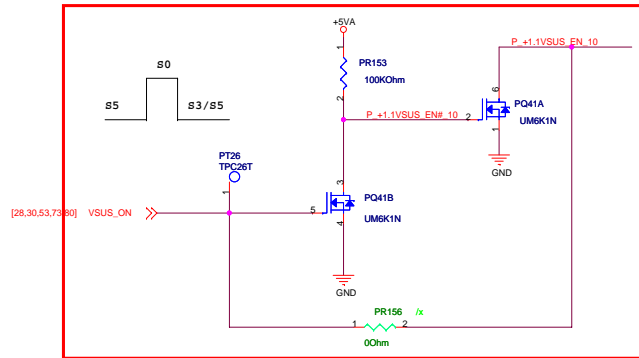 +5VA
P_+1.1VSUS_EN_10
1
PR153
100KOhm
2
S0
S5
S3/S5
6
PQ41A
P_+1.1VSUS_EN#_10
2
UM6K1N
1
GND
PT26
TPC26T
1
3
PQ41B
[28,30,53,73,80]
VSUS_ON
5
UM6K1N
4
GND
PR156
/x
1
2
0Ohm